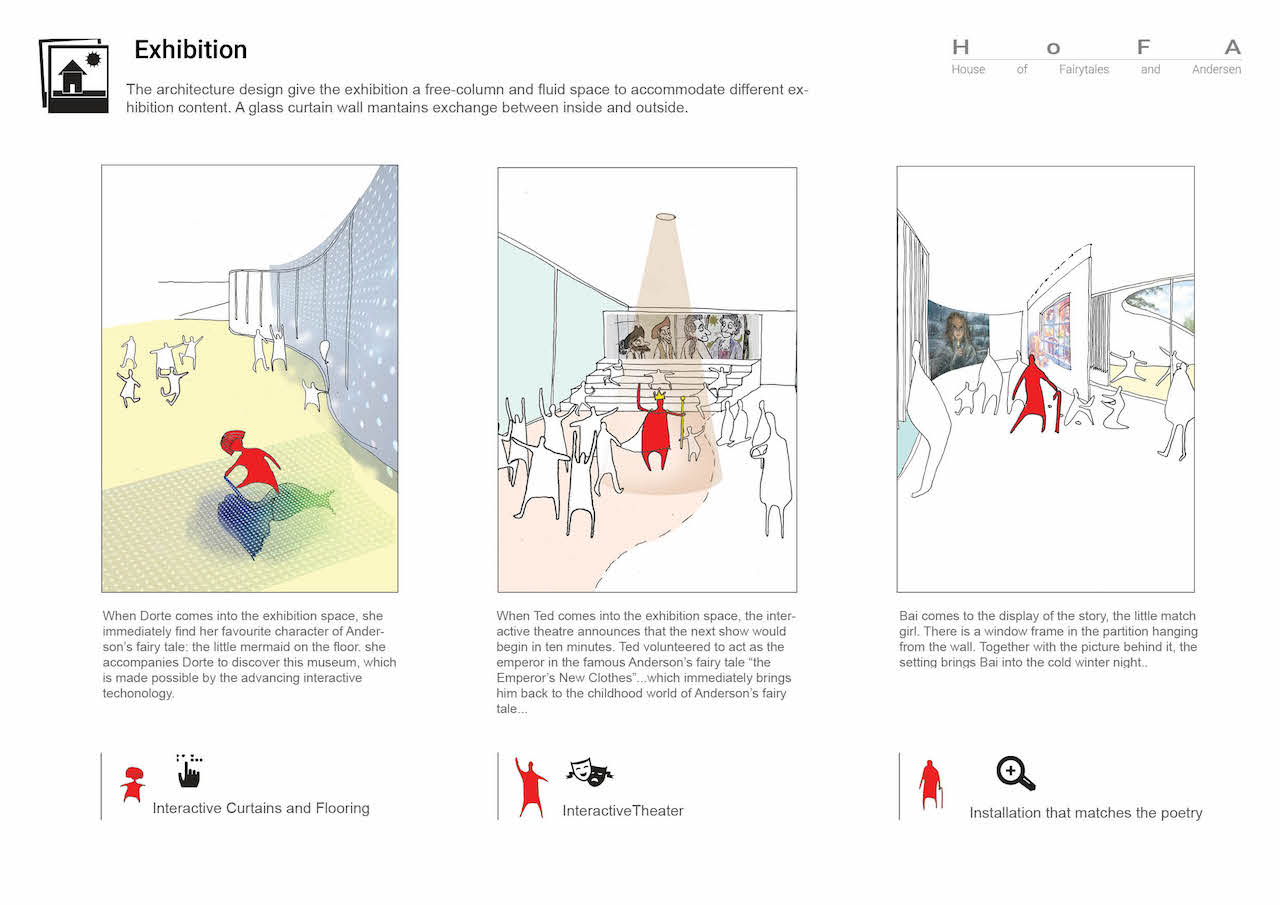 Exhibition
H o F A
House of Fairytales and Andersen
The architecture design give the exhibition a free-column and fluid space to accommodate different ex-
hibition content. A glass curtain wall mantains exchange between inside and outside.
When Dorte comes into the exhibition space, she
immediately find her favourite character of Ander-
son's fairy tale: the little mermaid on the floor. she
accompanies Dorte to discover this museum, which
is made possible by the advancing interactive
techonology.
When Ted comes into the exhibition space, the inter-
active theatre announces that the next show would
begin in ten minutes. Ted volunteered to act as the
emperor in the famous Anderson's fairy tale "the
Emperor's New Clothes"...which immediately brings
him back to the childhood world of Anderson's fairy
tale...
Bai comes to the display of the story, the little match
girl. There is a window frame in the partition hanging
from the wall. Together with the picture behind it, the
setting brings Bai into the cold winter night..
Interactive Curtains and Flooring
InteractiveTheater
Installation that matches the poetry